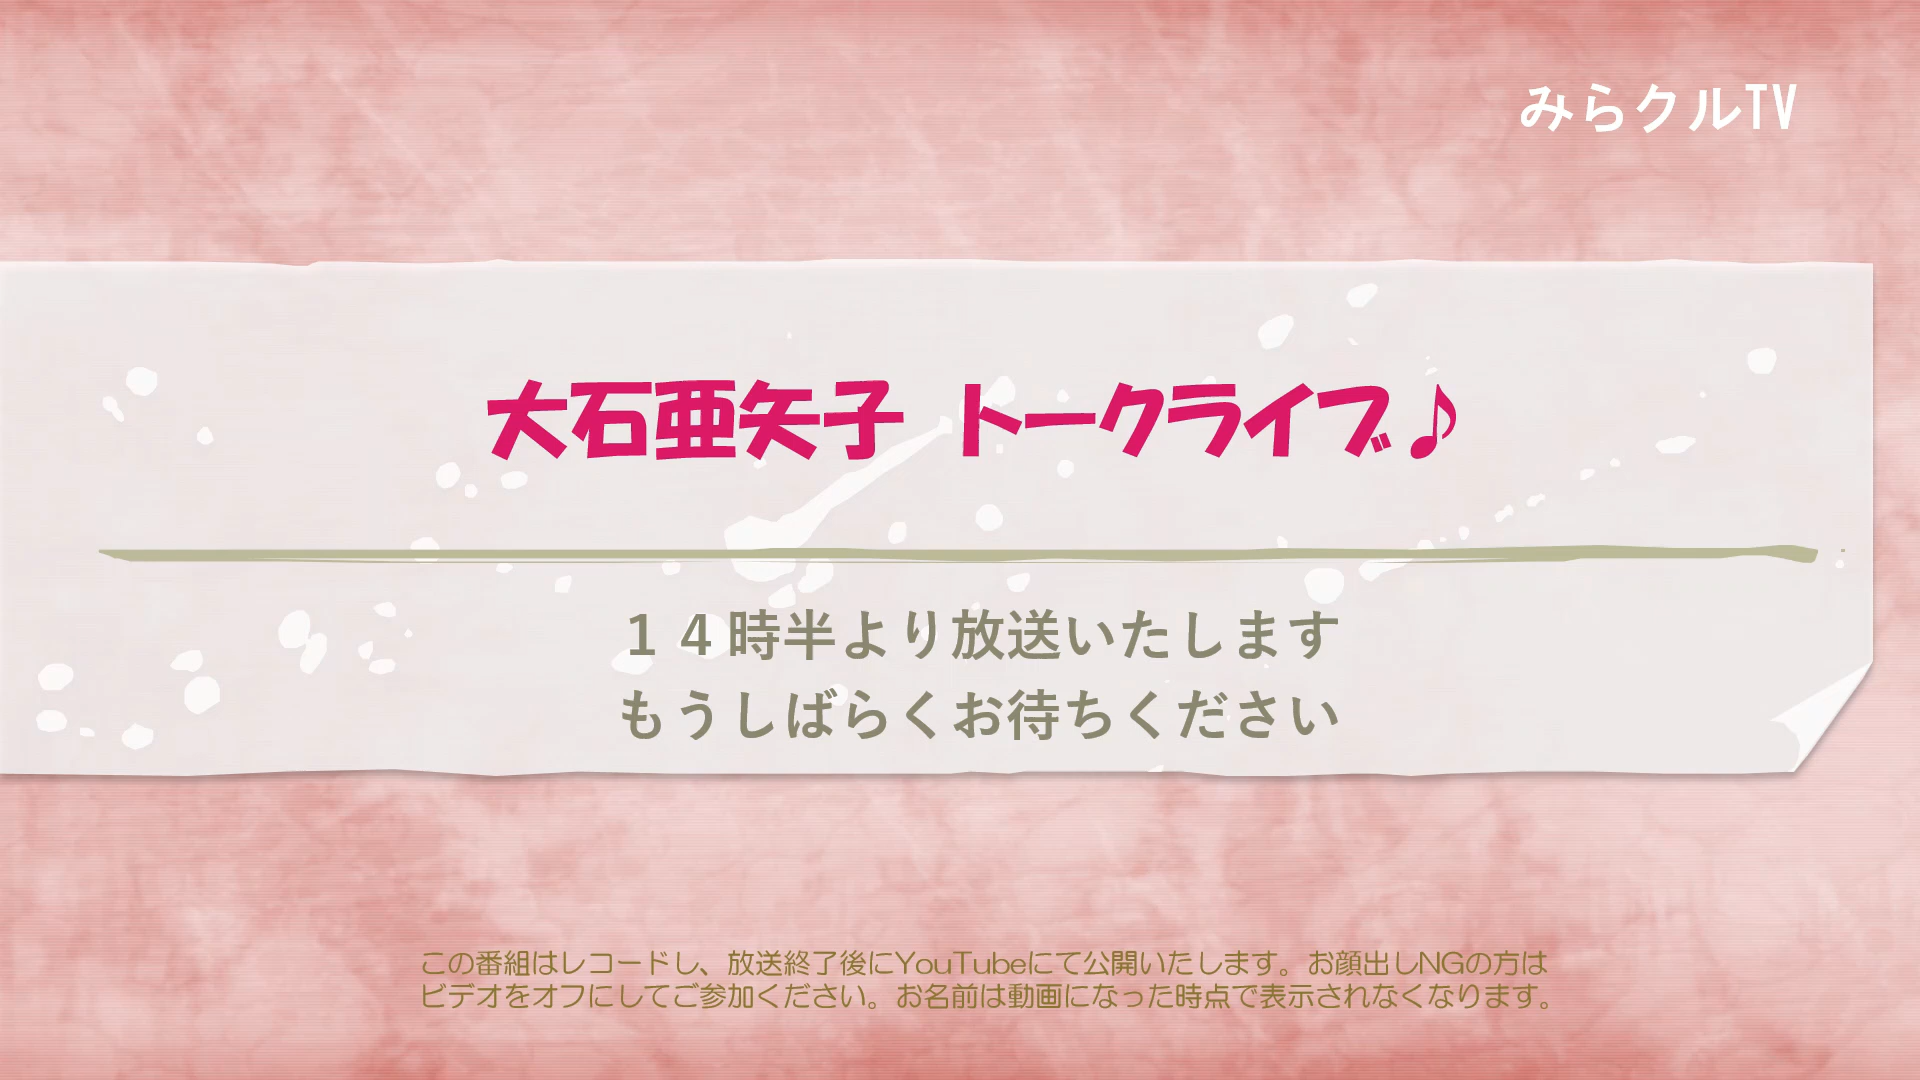 みらクルTV
大石亜矢子 トークライブ♪
１４時半より放送いたします
もうしばらくお待ちください
この番組はレコードし、放送終了後にYouTubeにて公開いたします。お顔出しNGの方は
ビデオをオフにしてご参加ください。お名前は動画になった時点で表示されなくなります。